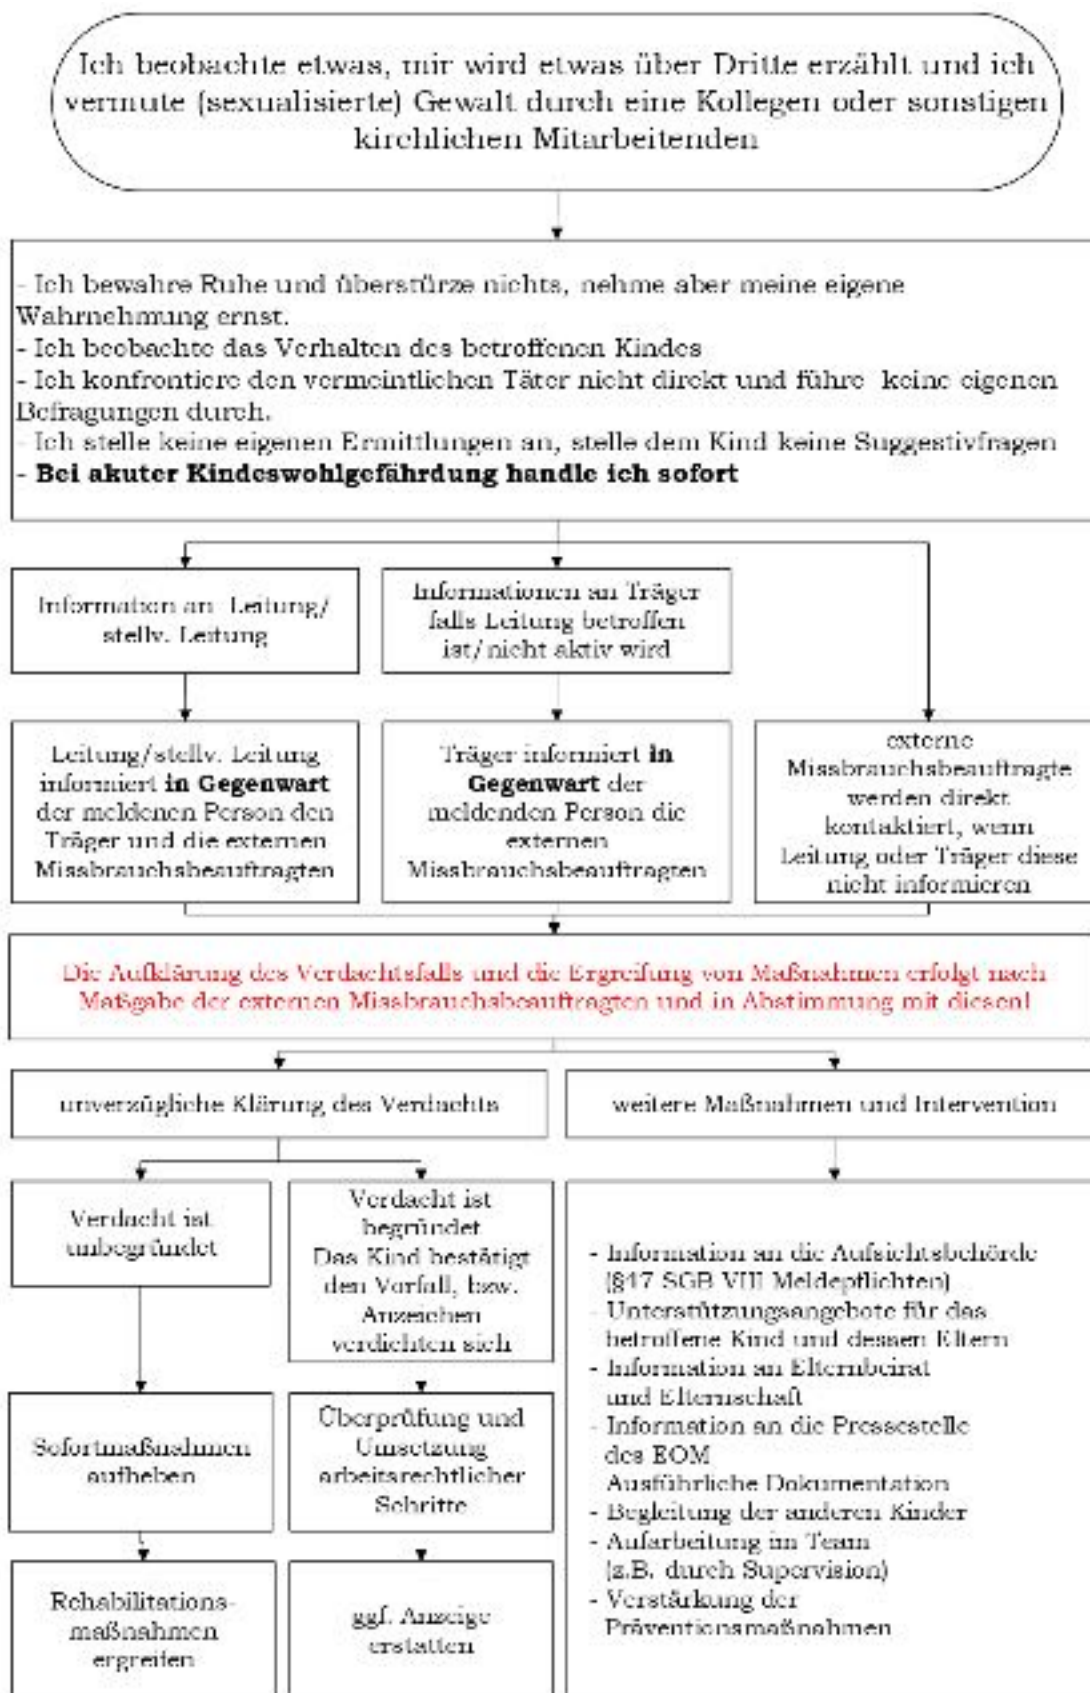 Ich beobachte etwas, mir wird etwas über Dritte erzählt und ich
vermute (sexualisierte) Gewalt durch eine Kollegen oder sonstigen
kirchlichen Mitarbeitenden
- Ich bewahre Ruhe und überstürze nichts, nehme aber meine eigene
Wahrnehmung ernst.
- Ich beobachte das Verhalten des betroffenen Kindes
- Ich konfrontiere den vermeintlichen Täter nicht direkt und führe keine eigenen
Befragungen durch.
- Ich stelle keine eigenen Ermittlungen an, stelle dem Kind keine Suggestivfragen
- Bei akuter Kindeswohlgefährdung handle ich sofort
Information an Leitung/
stellv. Leitung
Informationen an Träger
falls Leitung betroffen
ist/nicht aktiv wird
Leitung/stellv. Leitung
informiert in Gegenwart
der meldenen Person den
Träger und die externen
Missbrauchsbeauftragten
Träger informiert in
Gegenwart der
meldenden Person die
externen
Missbrauchsbeauftragten
externe
Missbrauchsbeauftragte
werden direkt
kontaktiert, wenn
Leitung oder Träger diese
nicht informieren
Die Aufklärung des Verdachtsfalls und die Ergreifung von Maßnahmen erfolgt nach
Maßgabe der externen Missbrauchsbeauftragten und in Abstimmung mit diesen!
unverzügliche Klärung des Verdachts
weitere Maßnahmen und Intervention
Verdacht ist
unbegründet
Verdacht ist
begründet
Das Kind bestätigt
den Vorfall, bzw.
Anzeichen
verdichten sich
Sofortmaßnahmen
aufheben
Überprüfung und
Umsetzung
arbeitsrechtlicher
Schritte
Rehabilitations-
maßnahmen
ergreifen
ggf. Anzeige
erstatten
- Information an die Aufsichtsbehörde
(§47 SGB VIII Meldepflichten)
- Unterstützungsangebote für das
betroffene Kind und dessen Eltern
- Information an Elternbeirat
und Elternschaft
- Information an die Pressestelle
des EOM
Ausführliche Dokumentation
- Begleitung der anderen Kinder
- Aufarbeitung im Team
(z.B. durch Supervision)
- Verstärkung der
Präventionsmaßnahmen